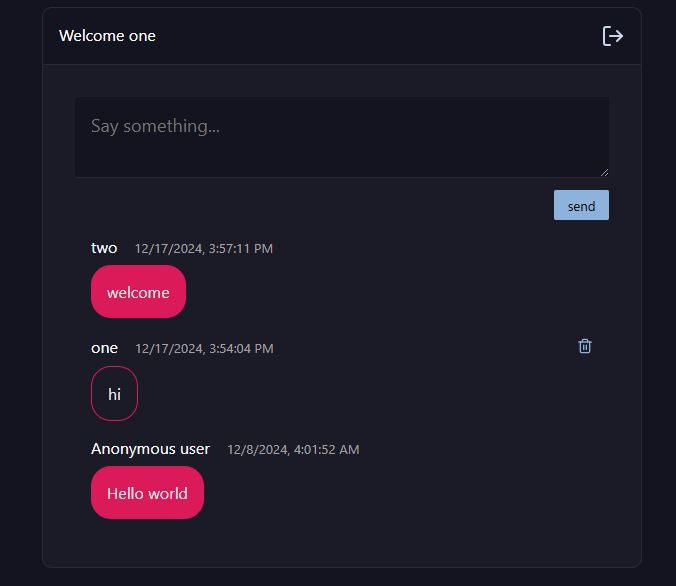 Welcome one
Say something...
send
two 12/17/2024, 3:57:11 PM
welcome
one 12/17/2024, 3:54:04 PM
hi
Anonymous user 12/8/2024, 4:01:52 AM
Hello world